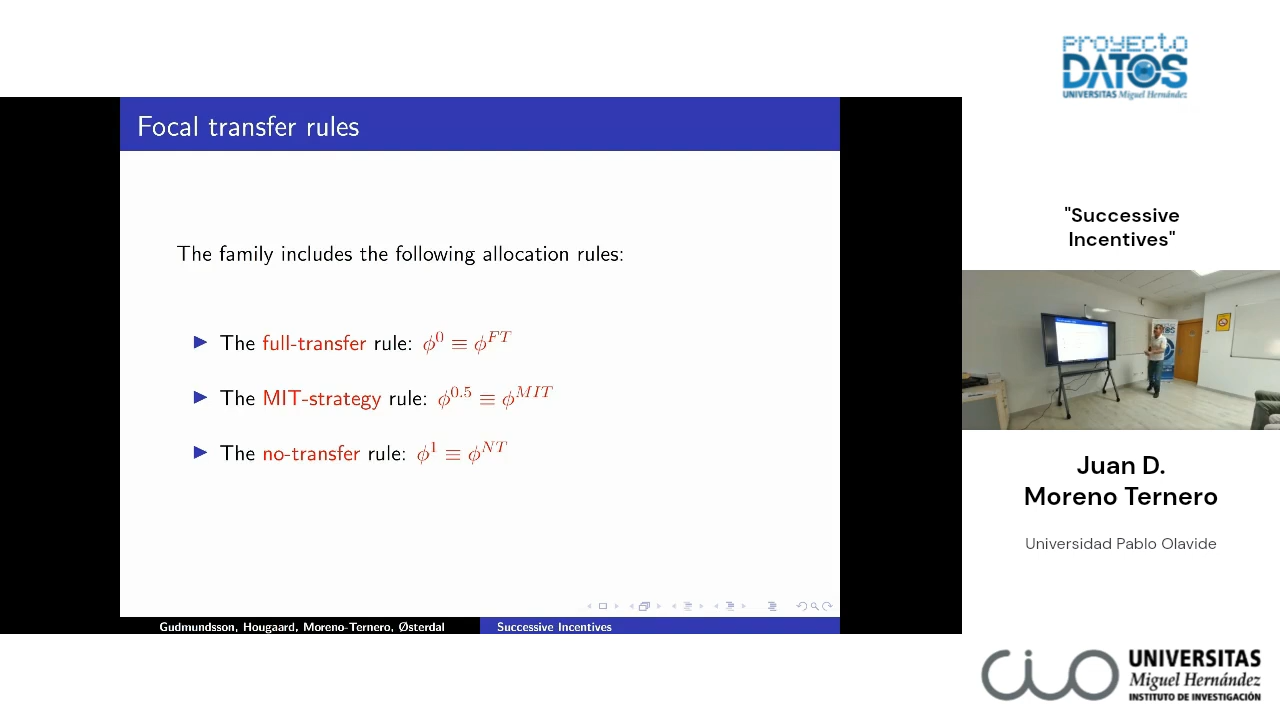 Focal transfer rules
The family includes the following allocation rules:
▶ The full-transfer rule: ϕ⁰ ≡ ϕ^{FT}
▶ The MIT-strategy rule: ϕ^{0.5} ≡ ϕ^{MIT}
▶ The no-transfer rule: ϕ¹ ≡ ϕ^{NT}
Gudmundsson, Hougaard, Moreno-Ternero, Østerdal
Successive Incentives
PROYECTO
DATOS
UNIVERSITAS Miguel Hernández
"Successive
Incentives"
Juan D.
Moreno Ternero
Universidad Pablo Olavide
CIO
UNIVERSITAS
Miguel Hernández
INSTITUTO DE INVESTIGACIÓN